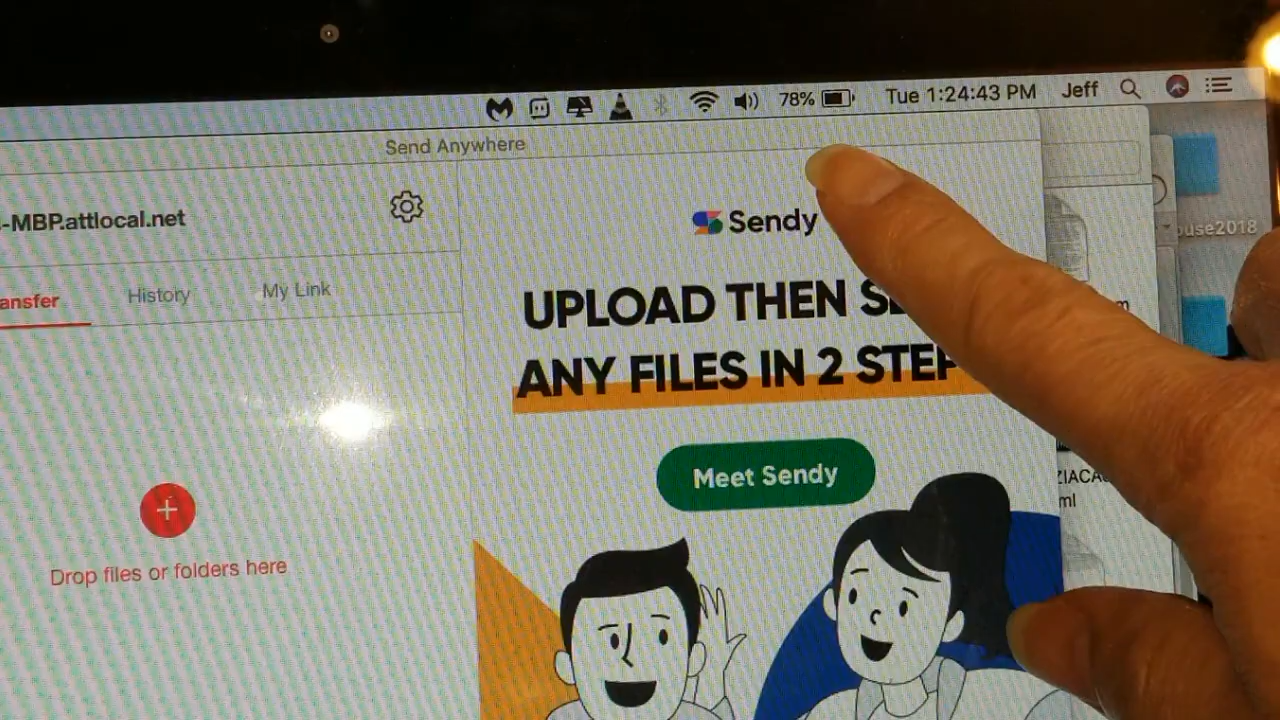 78% Tue 1:24:43 PM Jeff
Send Anywhere
-MBP.attlocal.net
ansfer History My Link
Drop files or folders here
Sendy
UPLOAD THEN
ANY FILES IN 2 STEP
Meet Sendy
ouse2018
ml